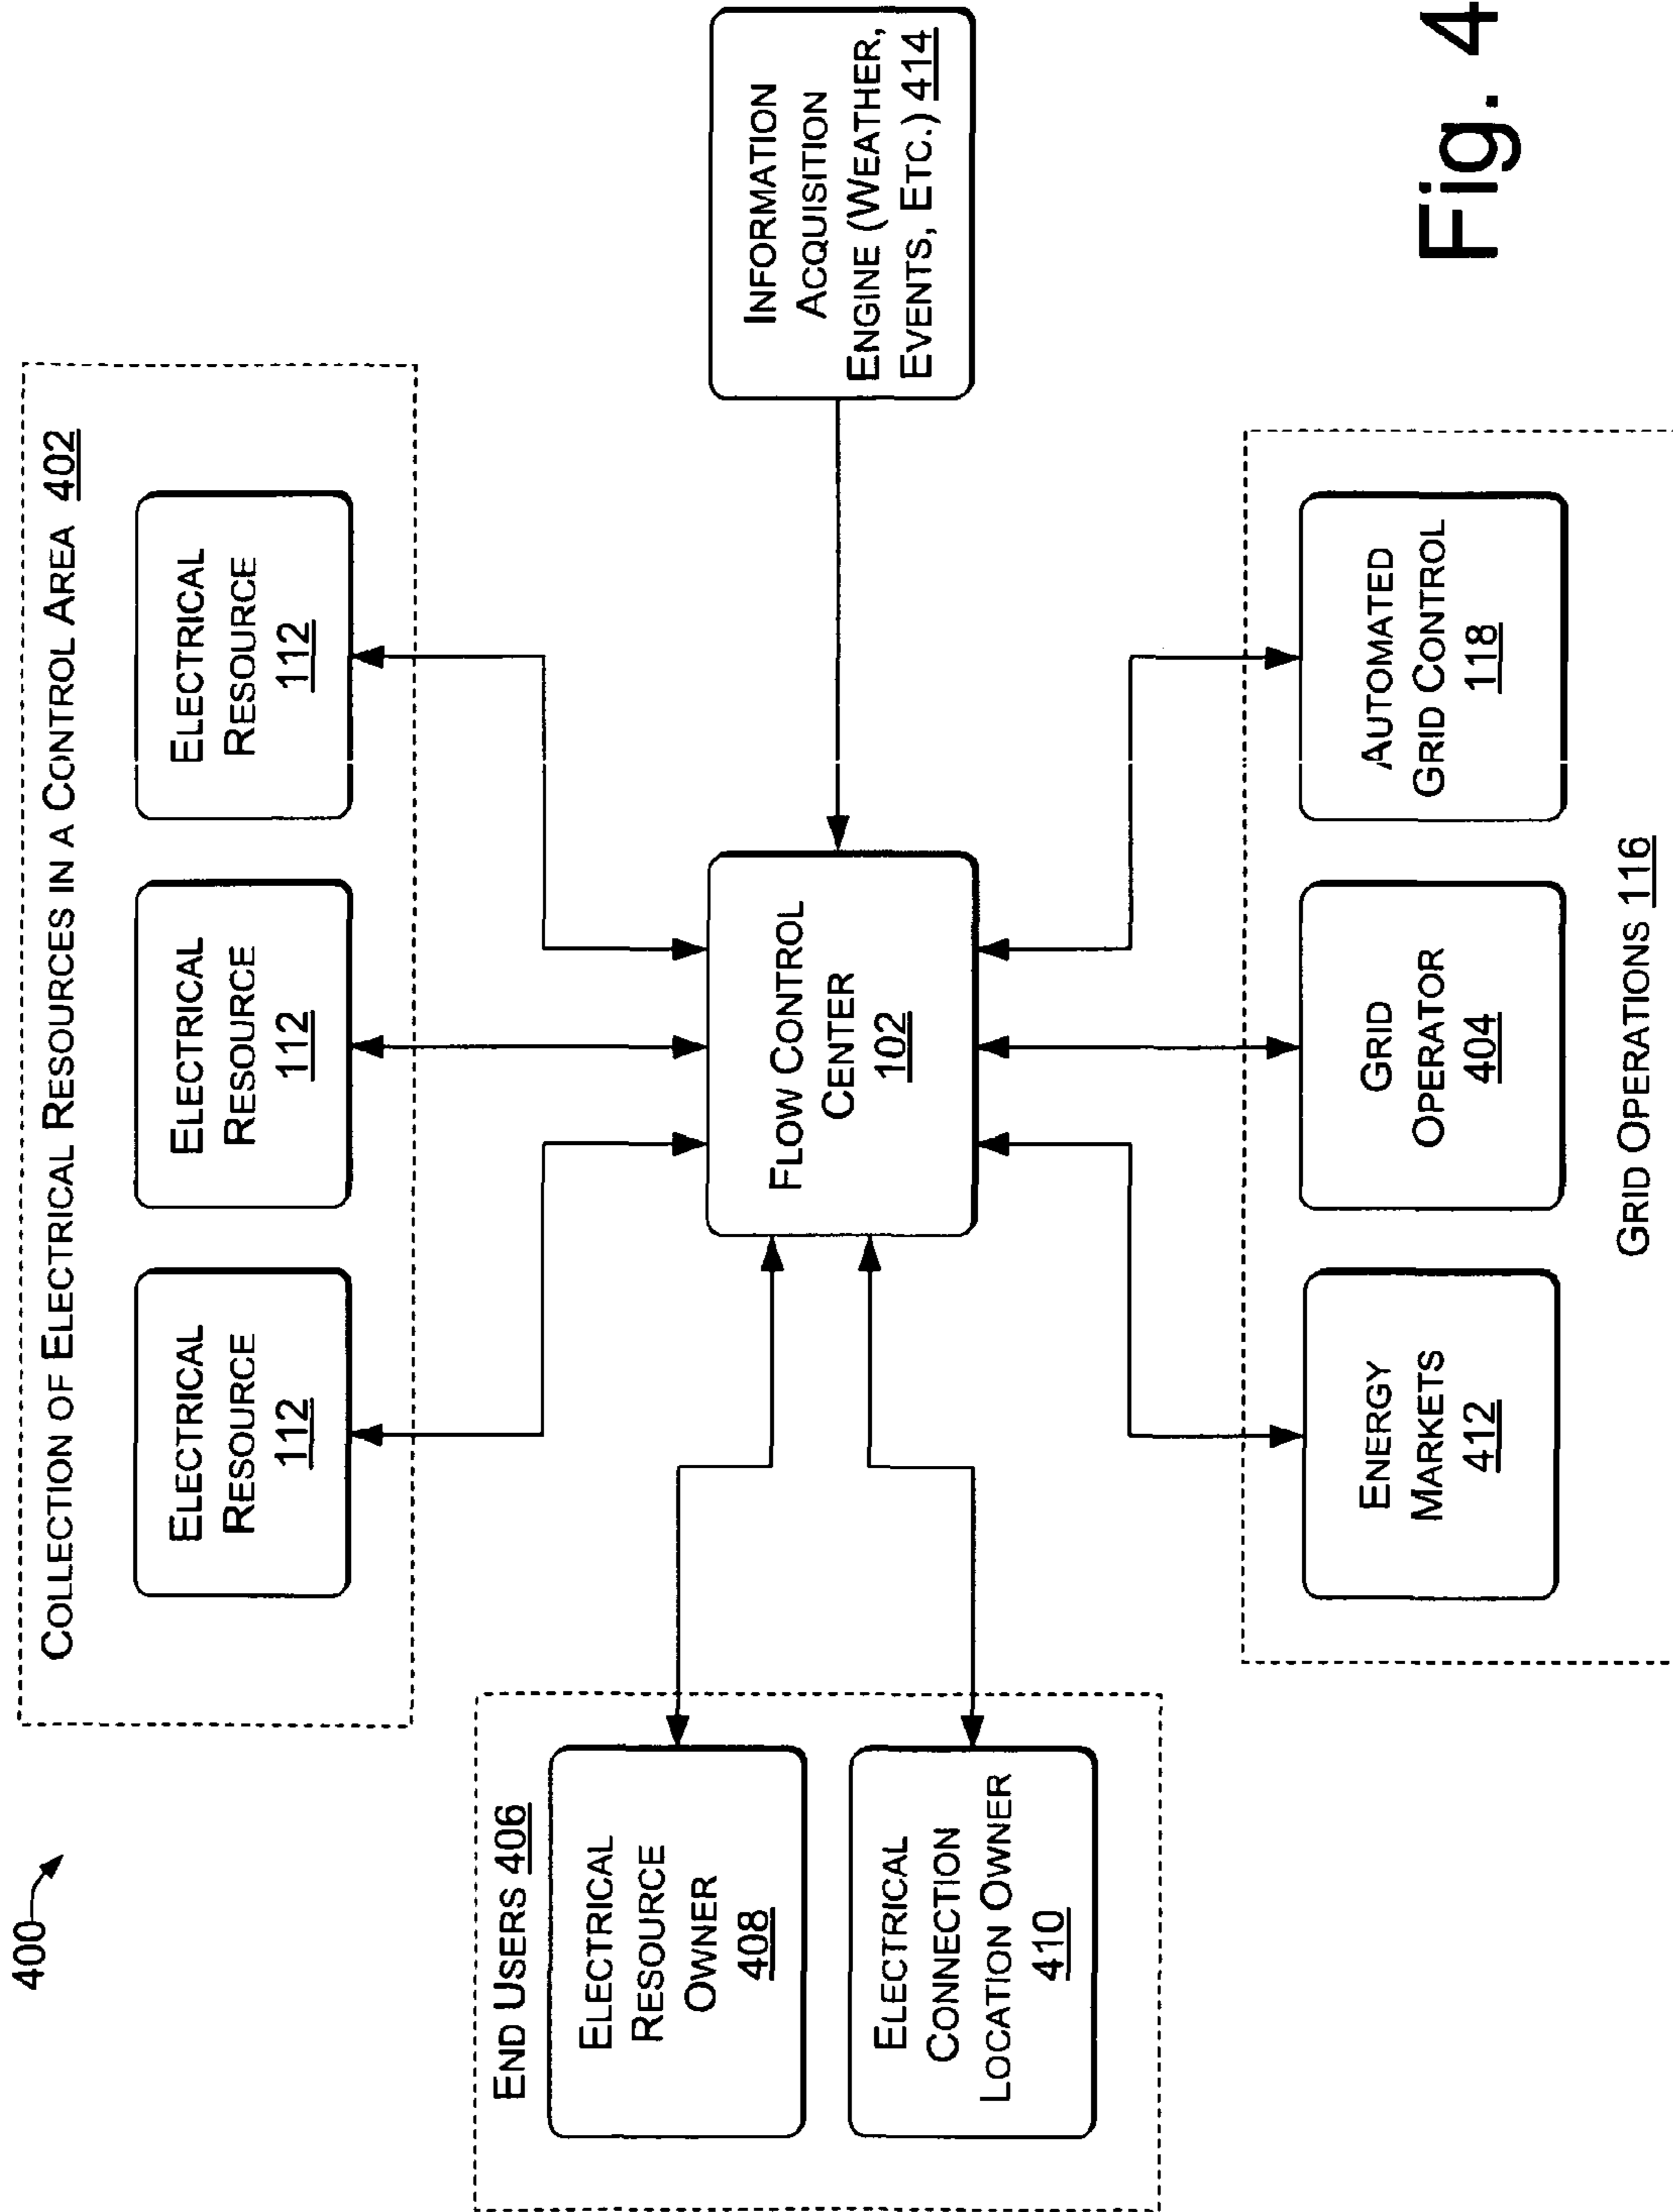 400
COLLECTION OF ELECTRICAL RESOURCES IN A CONTROL AREA 402
ELECTRICAL
RESOURCE
112
ELECTRICAL
RESOURCE
112
ELECTRICAL
RESOURCE
112
END USERS 406
ELECTRICAL
RESOURCE
OWNER
408
ELECTRICAL
CONNECTION
LOCATION OWNER
410
FLOW CONTROL
CENTER
102
INFORMATION
ACQUISITION
ENGINE (WEATHER,
EVENTS, ETC.) 414
ENERGY
MARKETS
412
GRID
OPERATOR
404
AUTOMATED
GRID CONTROL
118
GRID OPERATIONS 116
Fig. 4